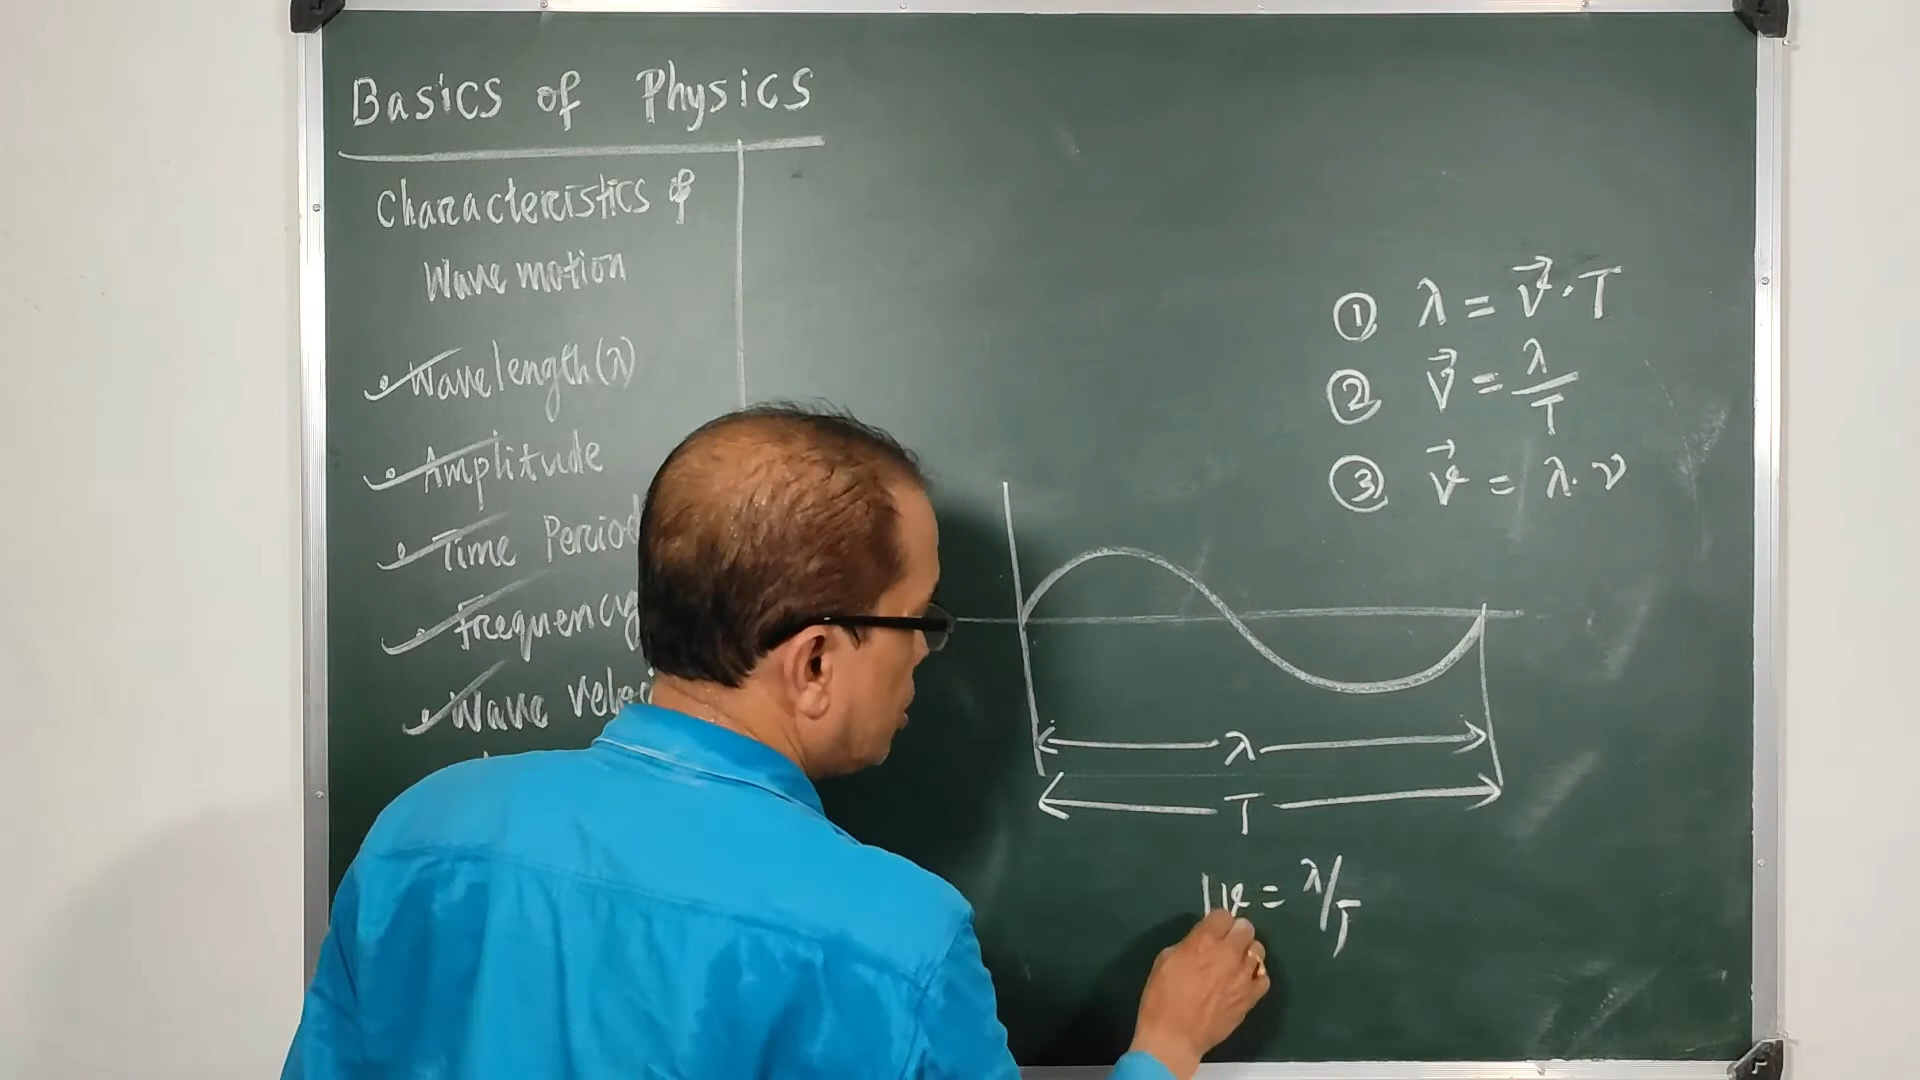 Basics of Physics
Characteristics of
Wave motion
• Wavelength (λ)
• Amplitude
• Time Period
• Frequency
• Wave
① λ = v⃗ · T
② v⃗ = λ/T
③ v⃗ = λ · ν
λ
T
v = λ/T